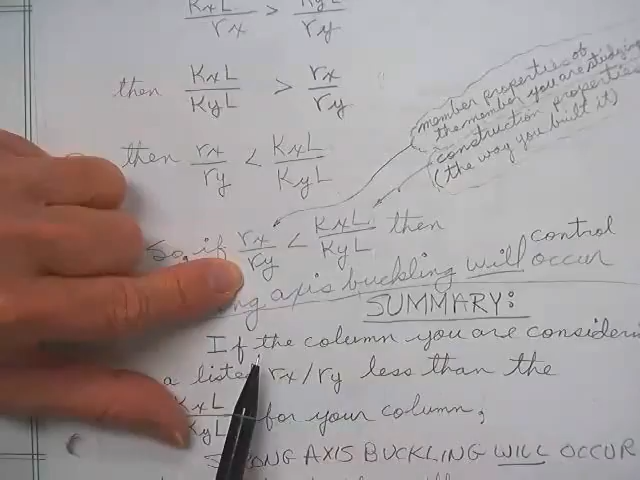 KxL/rx > KyL/ry
then KxL/KyL > rx/ry
member properties of
the member you are studying
construction properties
(the way you built it)
then rx/ry < KxL/KyL
So, if rx/ry < KxL/KyL then
axis buckling will control
occur
SUMMARY:
If the column you are
a listed rx/ry less than the
KxL/KyL for your column,
AXIS BUCKLING WILL OCCUR